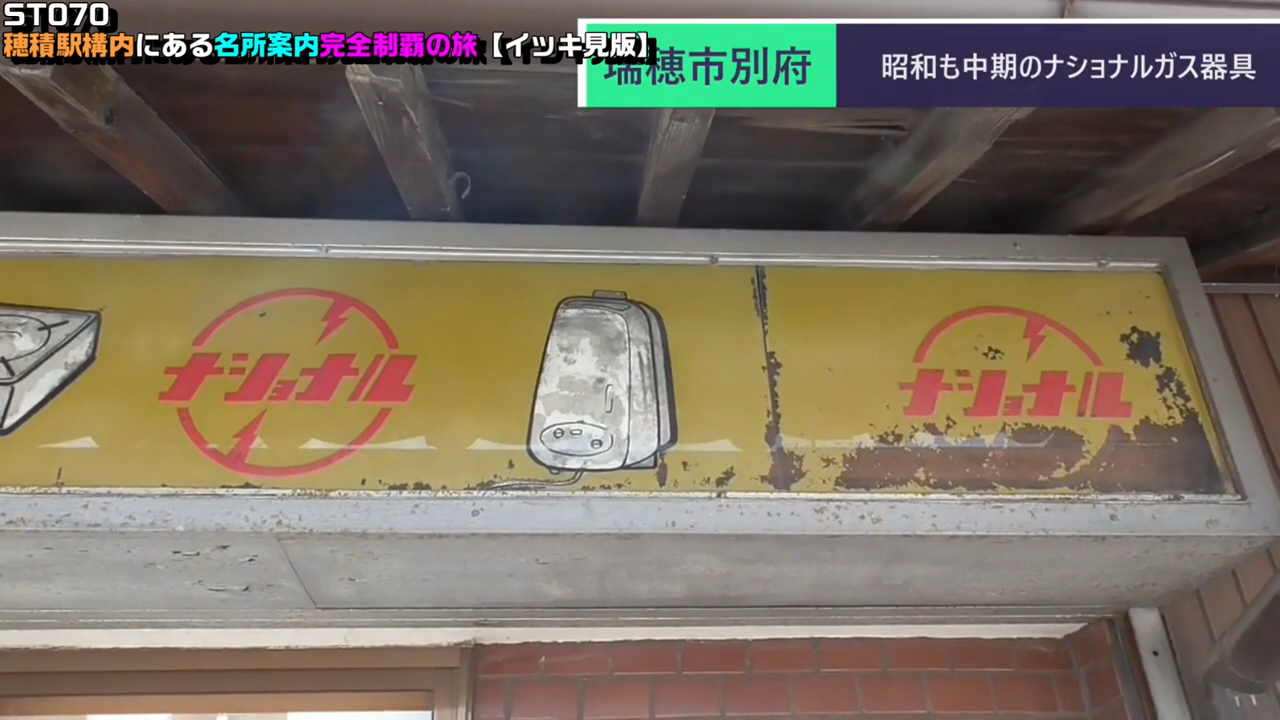 ST070
穂積駅構内にある名所案内完全制覇の旅【イッキ見版】
瑞穂市別府
昭和も中期のナショナルガス器具
ナショナル
ナショナル